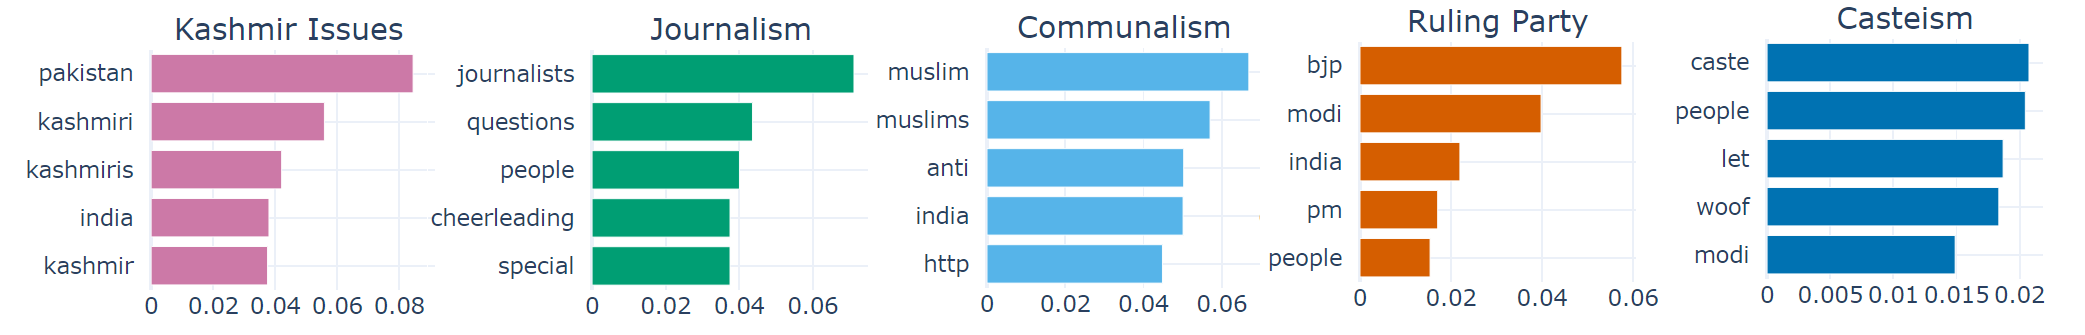 Kashmir Issues
pakistan
kashmiri
kashmiris
india
kashmir
0 0.02 0.04 0.06 0.08
Journalism
journalists
questions
people
cheerleading
special
0 0.02 0.04 0.06
Communalism
muslim
muslims
anti
india
http
0 0.02 0.04 0.06
Ruling Party
bjp
modi
india
pm
people
0 0.02 0.04 0.06
Casteism
caste
people
let
woof
modi
0 0.005 0.01 0.015 0.02